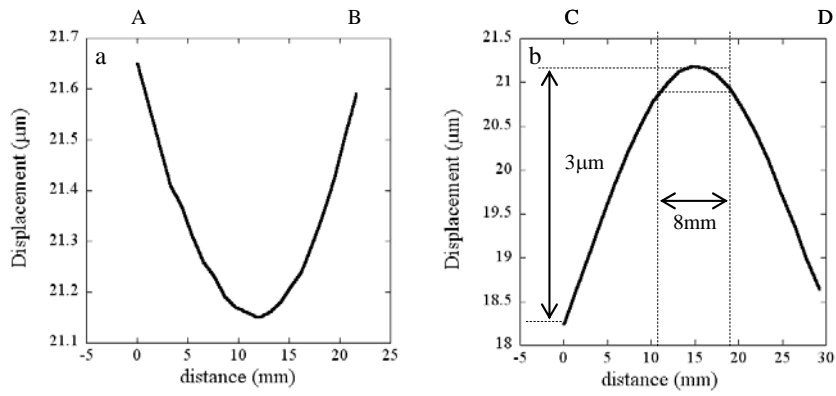 A B
a
21.7
21.6
21.5
21.4
21.3
21.2
21.1
-5 0 5 10 15 20 25
Displacement (μm)
distance (mm)
C D
b
21.5
21
20.5
20
19.5
19
18.5
18
-5 0 5 10 15 20 25 30
Displacement (μm)
distance (mm)
3μm
8mm